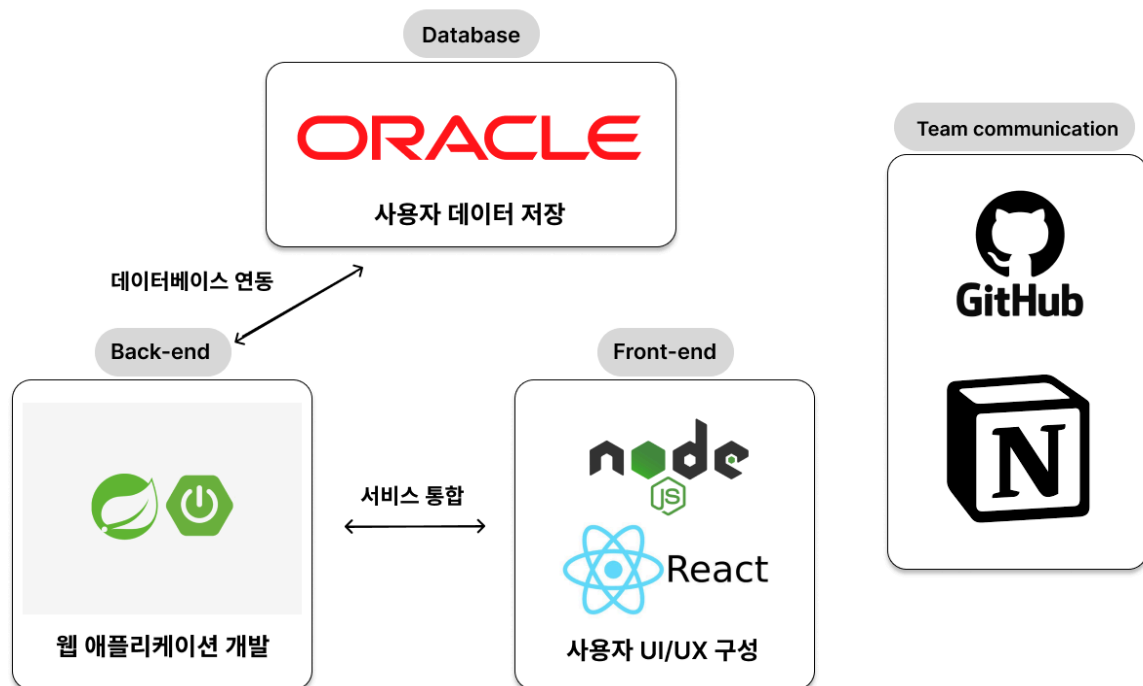 Database
ORACLE
사용자 데이터 저장
Team communication
GitHub
N
데이터베이스 연동
Back-end
웹 애플리케이션 개발
서비스 통합
Front-end
node
JS
React
사용자 UI/UX 구성